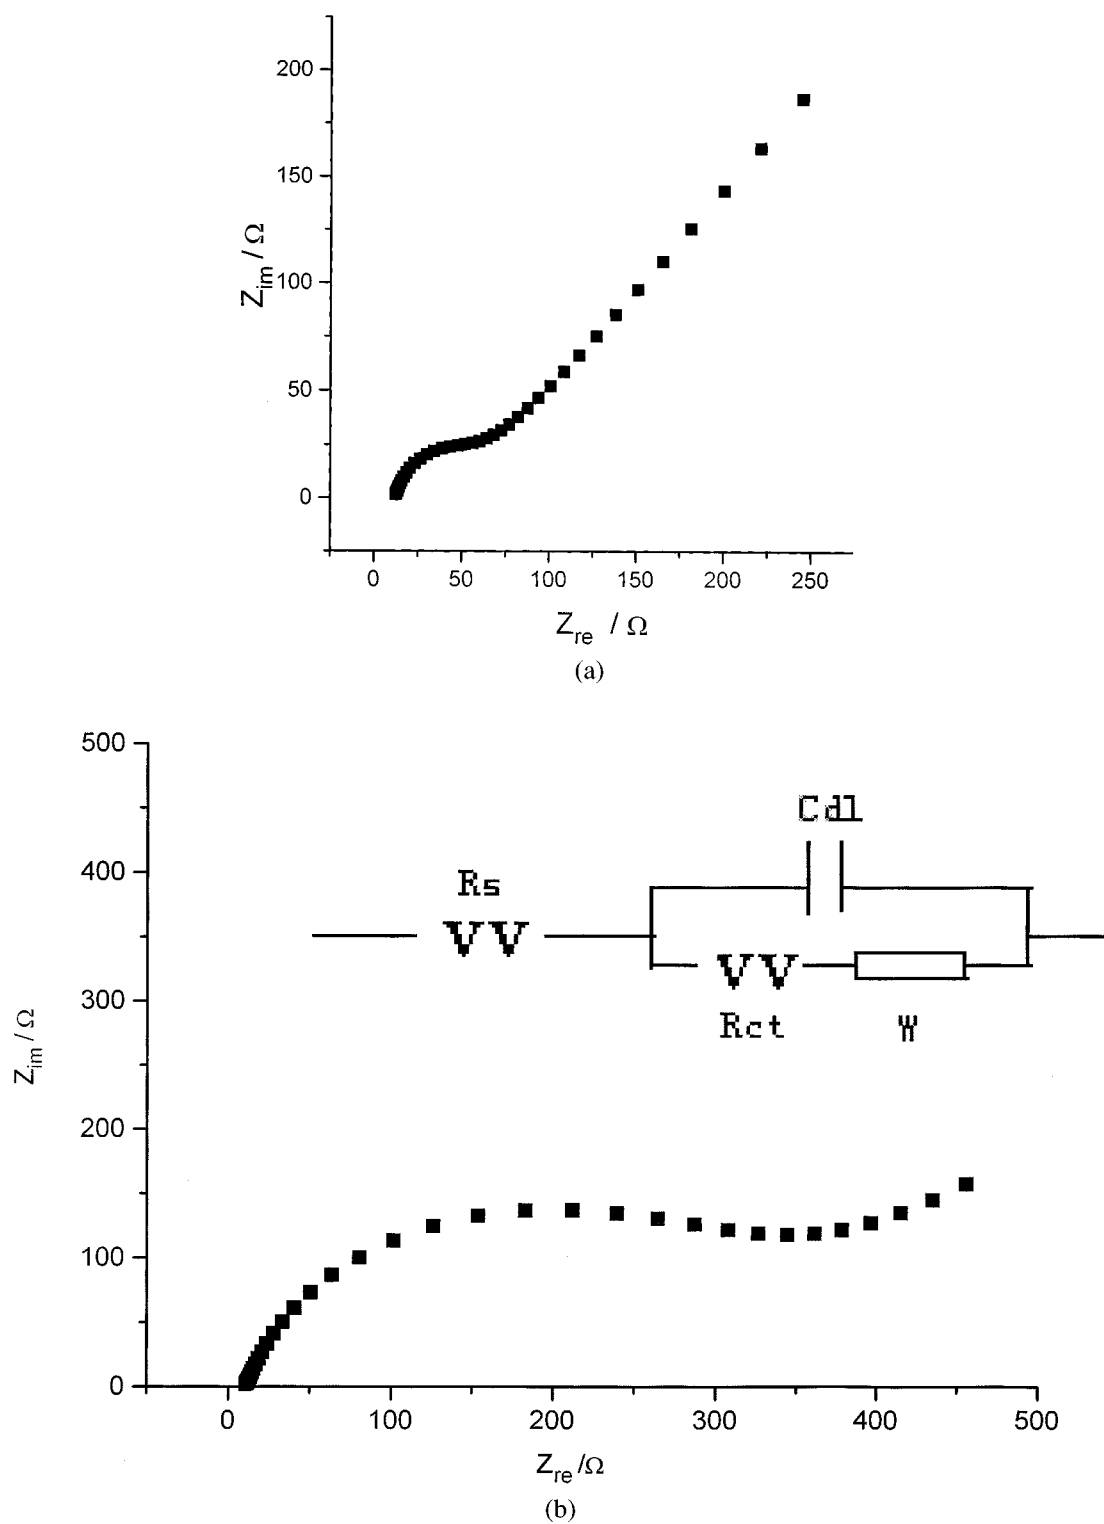 200
150
100
50
0
Z_im / Ω
0 50 100 150 200 250
Z_re / Ω
(a)
500
400
300
200
100
0
Z_im / Ω
Cdl
Rs
Rct W
0 100 200 300 400 500
Z_re /Ω
(b)